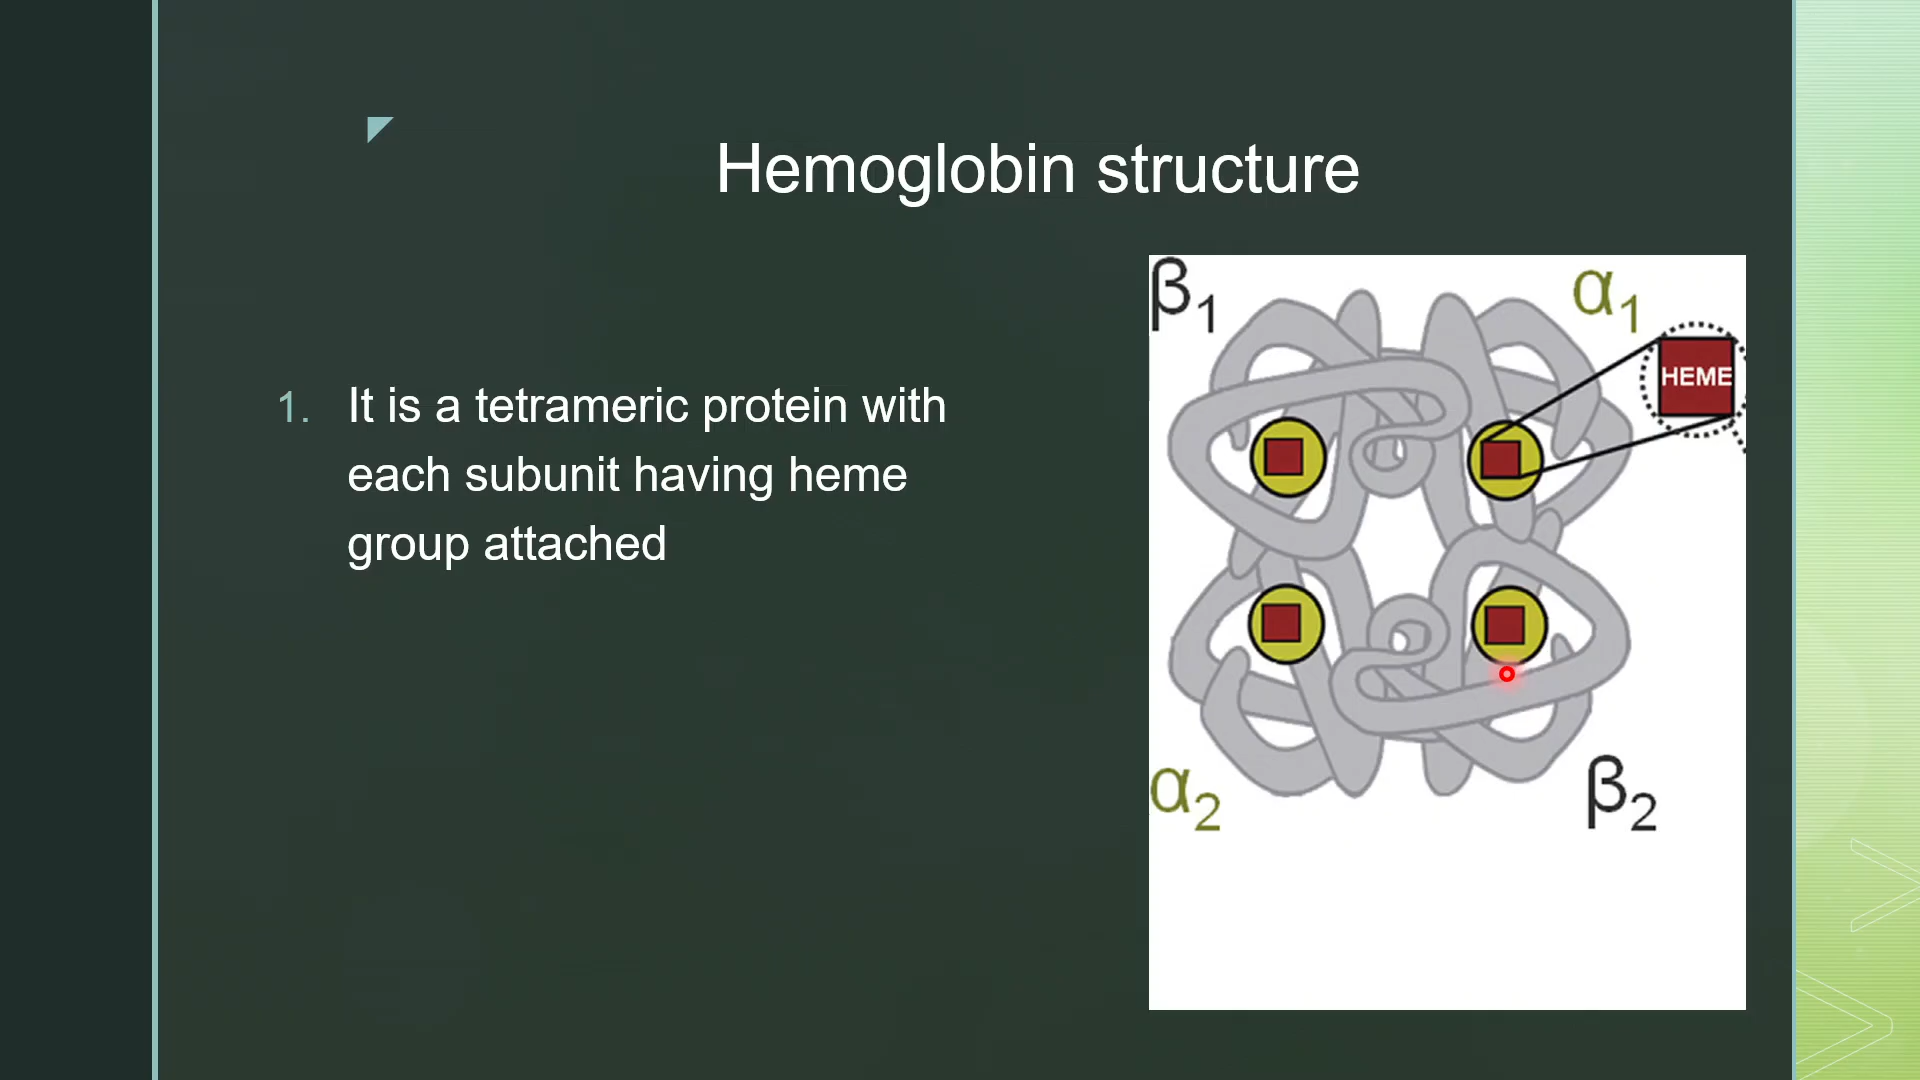 Hemoglobin structure
1. It is a tetrameric protein with
each subunit having heme
group attached
β1
α1
HEME
α2
β2